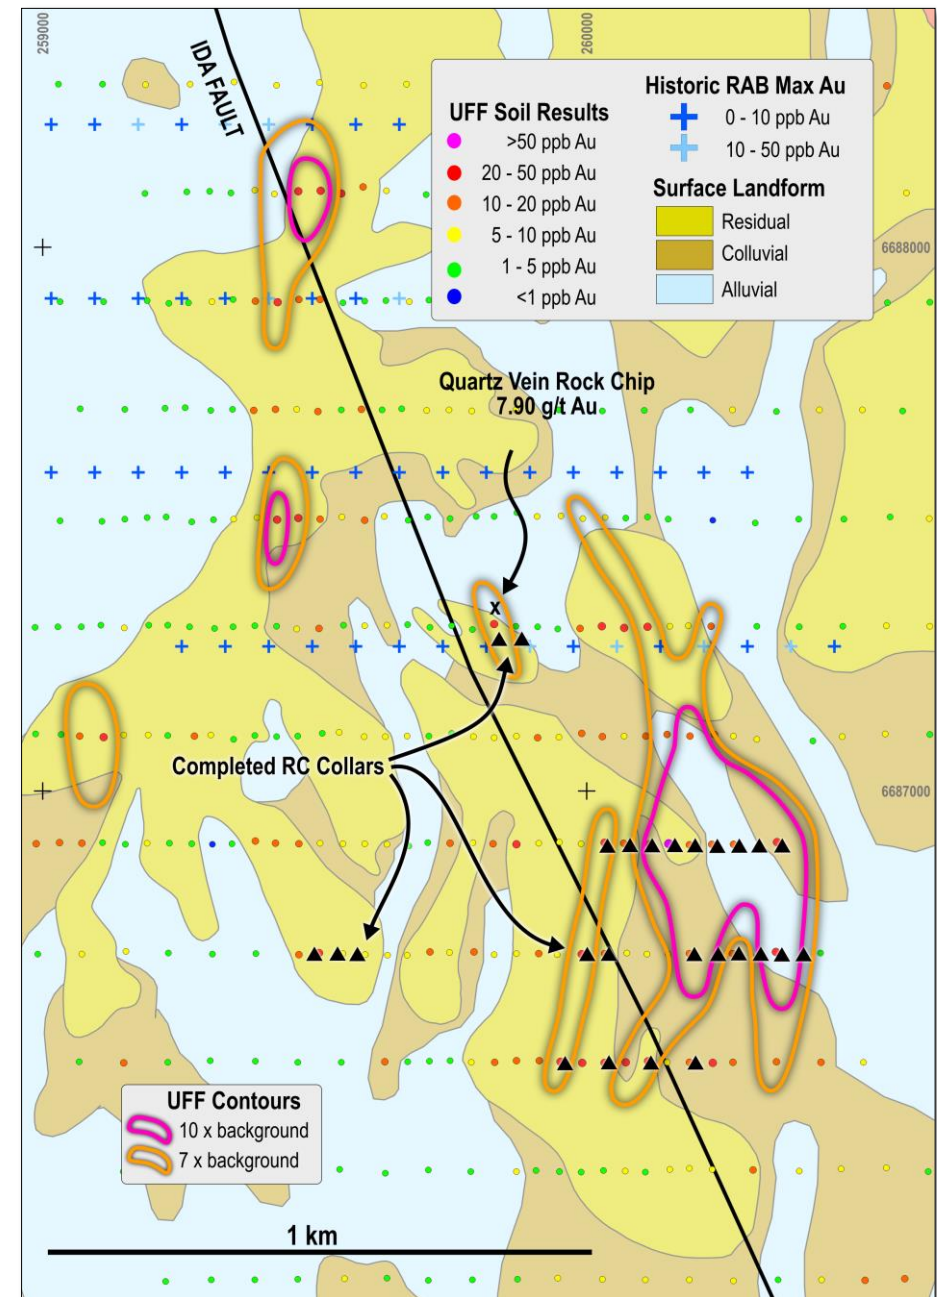 259000
260000
IDA FAULT
Historic RAB Max Au
0 - 10 ppb Au
10 - 50 ppb Au
UFF Soil Results
>50 ppb Au
20 - 50 ppb Au
10 - 20 ppb Au
5 - 10 ppb Au
1 - 5 ppb Au
<1 ppb Au
Surface Landform
Residual
Colluvial
Alluvial
6688000
Quartz Vein Rock Chip
7.90 g/t Au
x
Completed RC Collars
6687000
UFF Contours
10 x background
7 x background
1 km